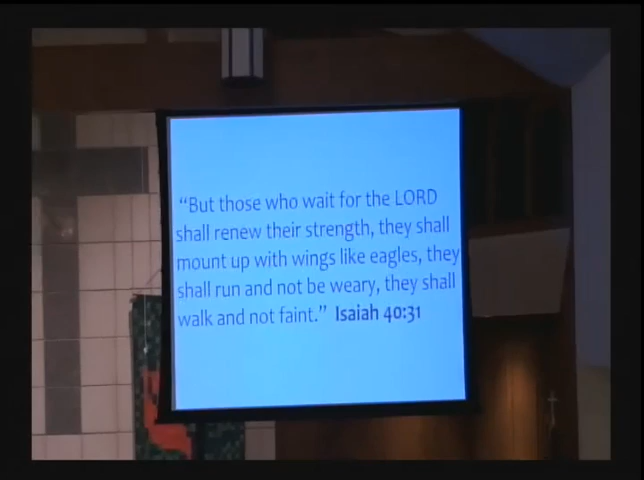 “But those who wait for the LORD
shall renew their strength, they shall
mount up with wings like eagles, they
shall run and not be weary, they shall
walk and not faint.” Isaiah 40:31